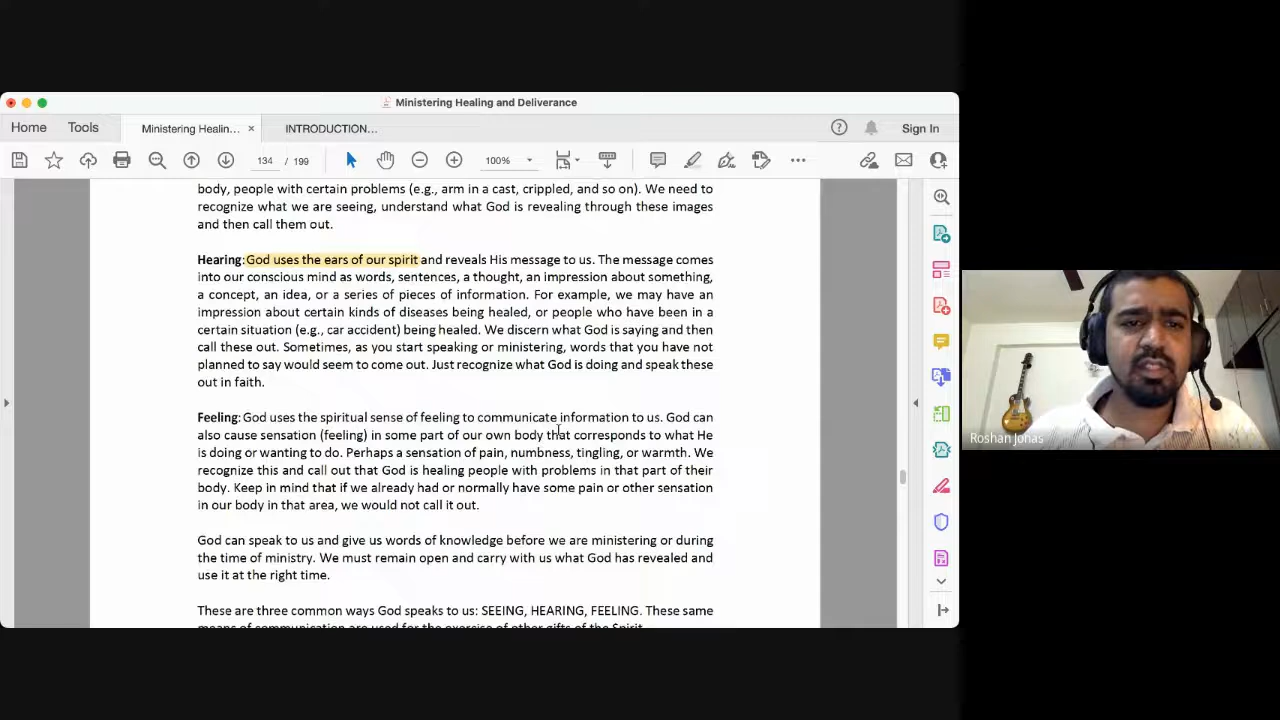 Ministering Healing and Deliverance
Home
Tools
Ministering Healin... ×
INTRODUCTION...
Sign In
134 / 199
100%
body, people with certain problems (e.g., arm in a cast, crippled, and so on). We need to
recognize what we are seeing, understand what God is revealing through these images
and then call them out.
Hearing: God uses the ears of our spirit and reveals His message to us. The message comes
into our conscious mind as words, sentences, a thought, an impression about something,
a concept, an idea, or a series of pieces of information. For example, we may have an
impression about certain kinds of diseases being healed, or people who have been in a
certain situation (e.g., car accident) being healed. We discern what God is saying and then
call these out. Sometimes, as you start speaking or ministering, words that you have not
planned to say would seem to come out. Just recognize what God is doing and speak these
out in faith.
Feeling: God uses the spiritual sense of feeling to communicate information to us. God can
also cause sensation (feeling) in some part of our own body that corresponds to what He
is doing or wanting to do. Perhaps a sensation of pain, numbness, tingling, or warmth. We
recognize this and call out that God is healing people with problems in that part of their
body. Keep in mind that if we already had or normally have some pain or other sensation
in our body in that area, we would not call it out.
God can speak to us and give us words of knowledge before we are ministering or during
the time of ministry. We must remain open and carry with us what God has revealed and
use it at the right time.
These are three common ways God speaks to us: SEEING, HEARING, FEELING. These same
means of communication are used for the exercise of other gifts of the Spirit.
Roshan Johas